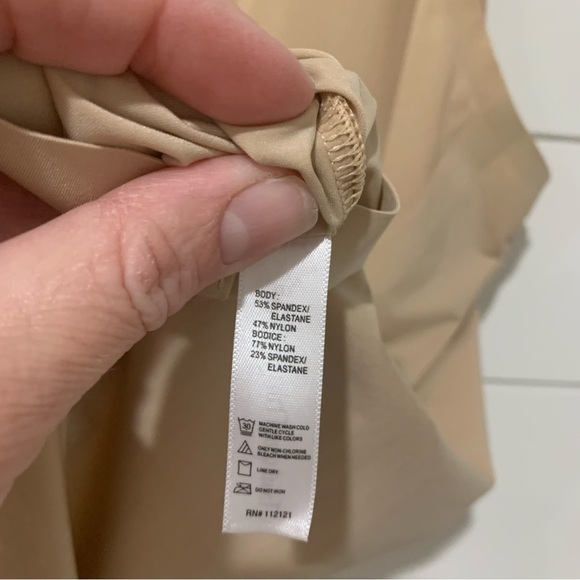 BODY:
53% SPANDEX/
ELASTANE
47% NYLON
BODICE:
77% NYLON
23% SPANDEX/
ELASTANE
30
MACHINE WASH COLD
GENTLE CYCLE
WITH LIKE COLORS
ONLY NON-CHLORINE
BLEACH WHEN NEEDED
LINE DRY
DO NOT IRON
RN# 112121